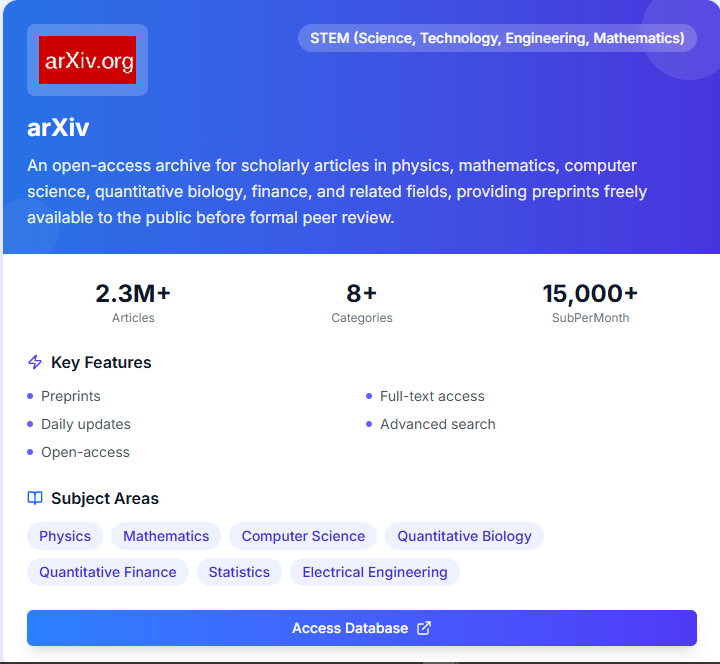 arXiv.org
STEM (Science, Technology, Engineering, Mathematics)
arXiv
An open-access archive for scholarly articles in physics, mathematics, computer
science, quantitative biology, finance, and related fields, providing preprints freely
available to the public before formal peer review.
2.3M+ 8+ 15,000+
Articles Categories SubPerMonth
Key Features
Preprints Full-text access
Daily updates Advanced search
Open-access
Subject Areas
Physics Mathematics Computer Science Quantitative Biology
Quantitative Finance Statistics Electrical Engineering
Access Database